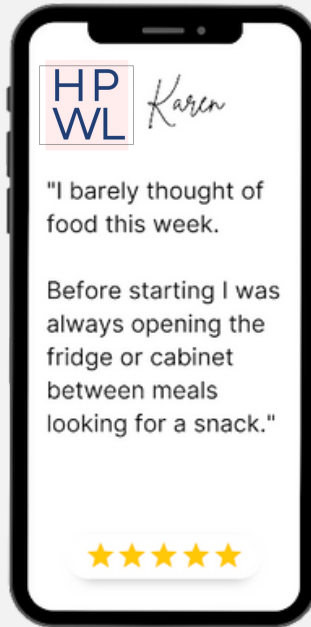 HP
WL
Karen
"I barely thought of
food this week.
Before starting I was
always opening the
fridge or cabinet
between meals
looking for a snack."